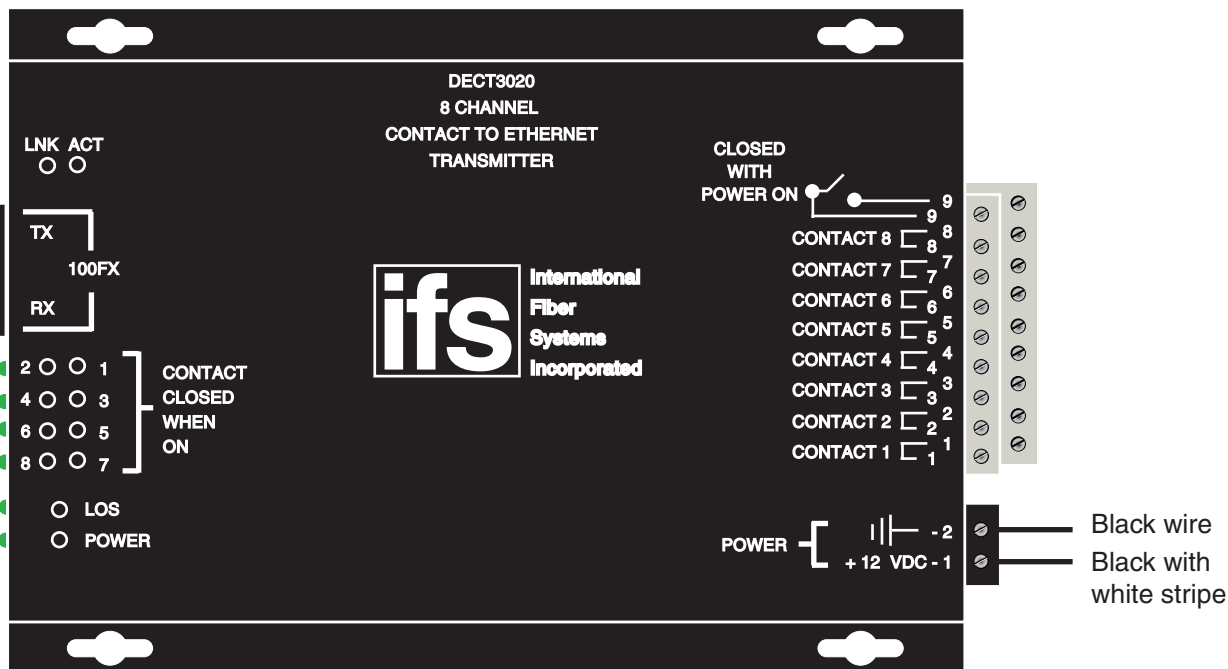 DECT3020
8 CHANNEL
CONTACT TO ETHERNET
TRANSMITTER
LNK ACT
TX
100FX
RX
2 1
4 3
6 5
8 7
CONTACT
CLOSED
WHEN
ON
LOS
POWER
ifs
International
Fiber
Systems
Incorporated
CLOSED
WITH
POWER ON
9
9
CONTACT 8 8
8
CONTACT 7 7
7
CONTACT 6 6
6
CONTACT 5 5
5
CONTACT 4 4
4
CONTACT 3 3
3
CONTACT 2 2
2
CONTACT 1 1
1
POWER
- 2
+ 12 VDC - 1
Black wire
Black with
white stripe